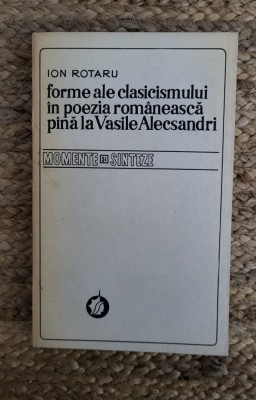 ION ROTARU
forme ale clasicismului
în poezia românească
pînă la Vasile Alecsandri
MOMENTE ȘI SINTEZE